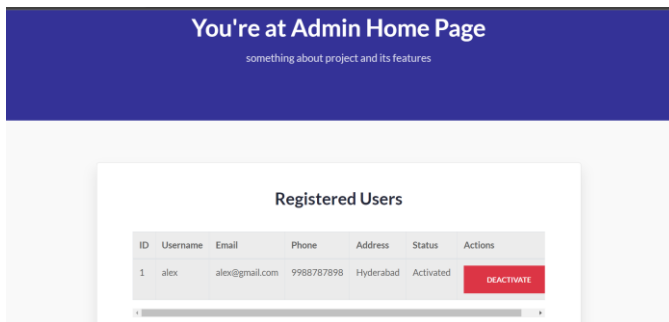 You're at Admin Home Page
something about project and its features
Registered Users
ID Username Email Phone Address Status Actions
1 alex alex@gmail.com 9988787898 Hyderabad Activated DEACTIVATE